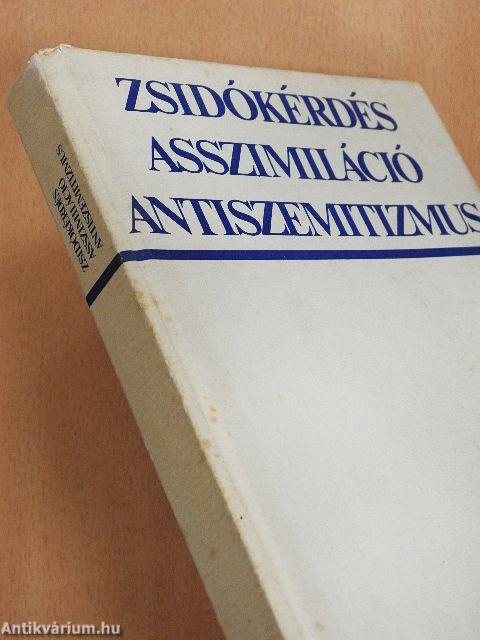 ZSIDÓKÉRDÉS
ASSZIMILÁCIÓ
ANTISZEMITIZMUS
ZSIDÓKÉRDÉS
ASSZIMILÁCIÓ
ANTISZEMITIZMUS
Antikvárium.hu